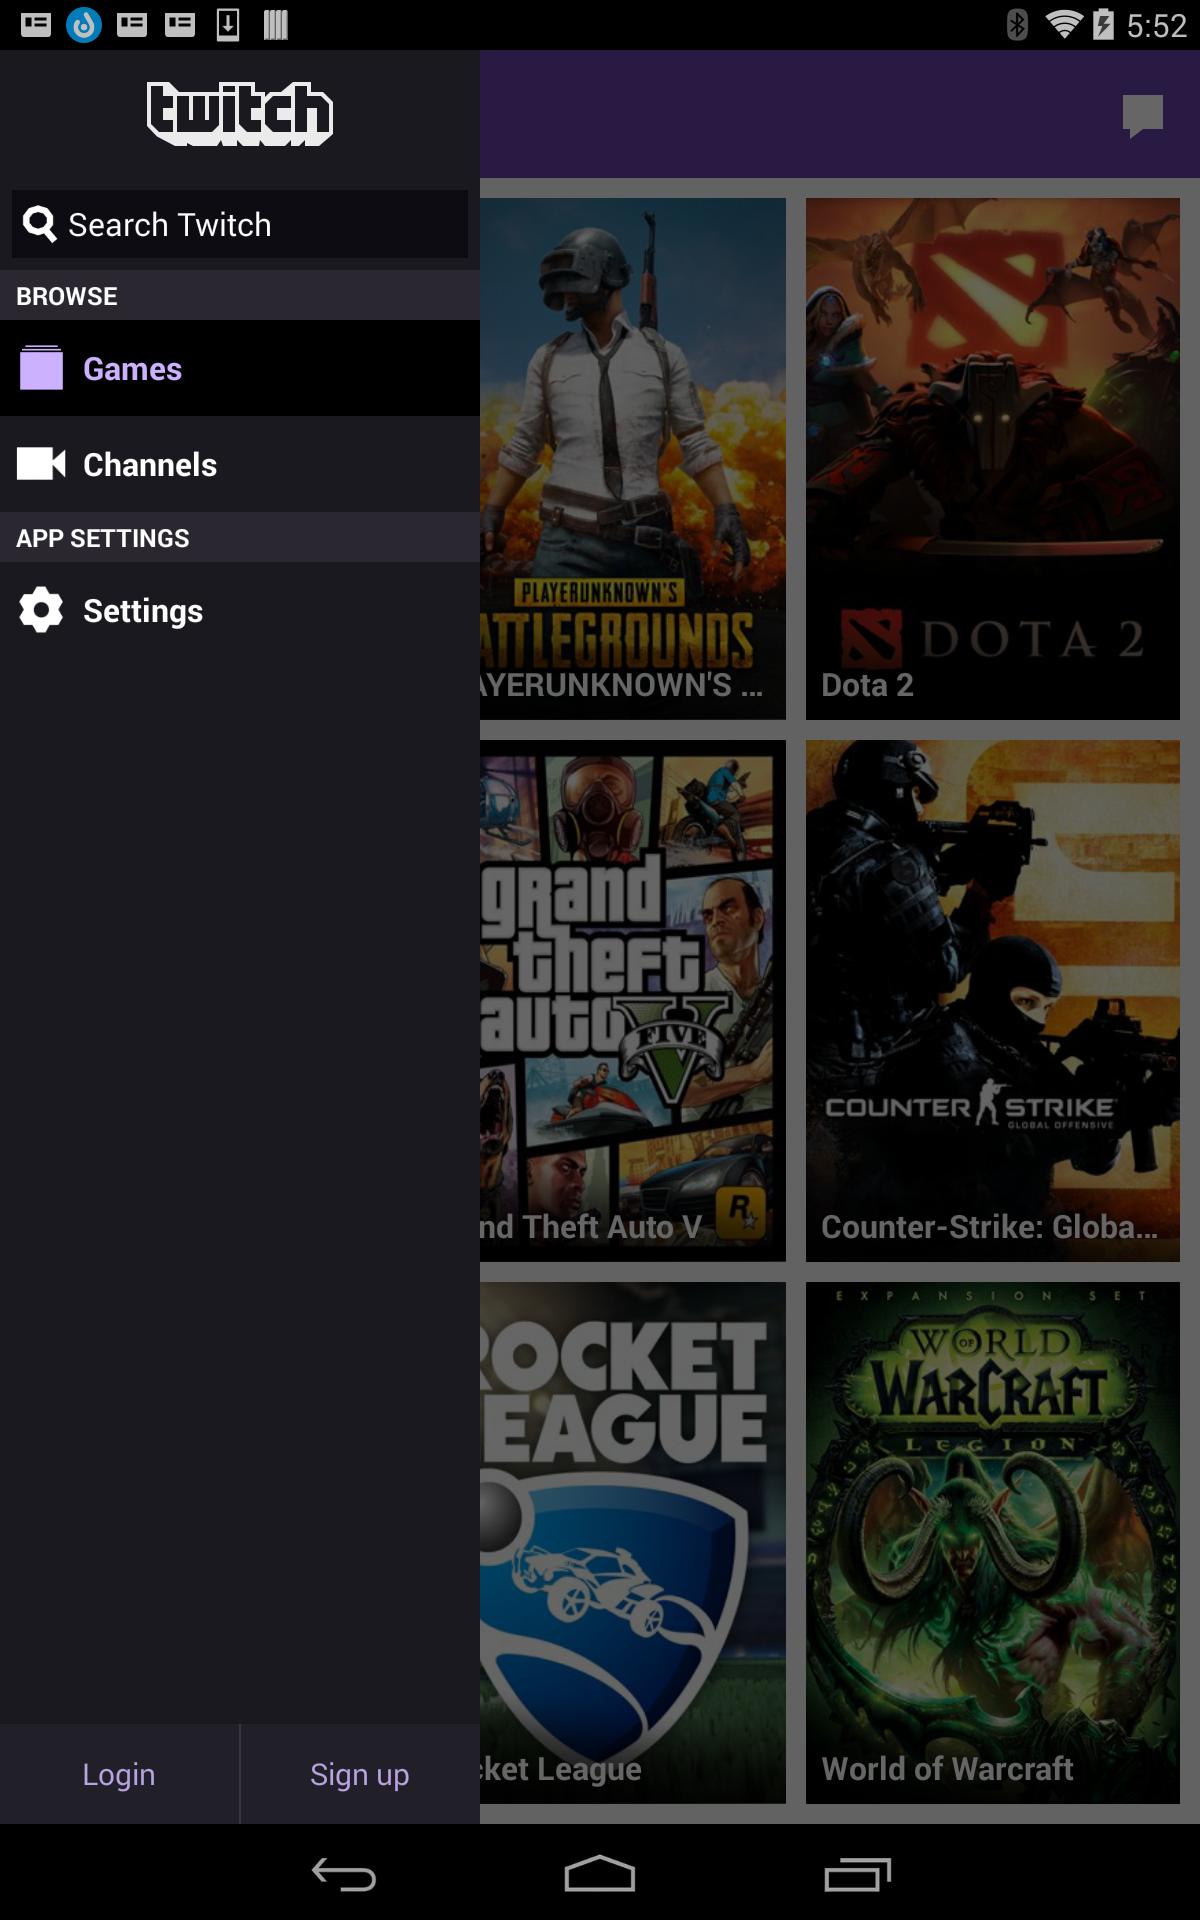 5:52
twitch
Search Twitch
BROWSE
Games
Channels
APP SETTINGS
Settings
PLAYERUNKNOWN'S
ATTLEGROUNDS
AYERUNKNOWN'S ...
DOTA 2
Dota 2
grand
theft
auto
V
FIVE
R
nd Theft Auto V
COUNTER STRIKE
GLOBAL OFFENSIVE
Counter-Strike: Globa...
ROCKET
EAGUE
cket League
EXPANSION SET
WORLD
OF
WARCRAFT
LEGION
World of Warcraft
Login
Sign up